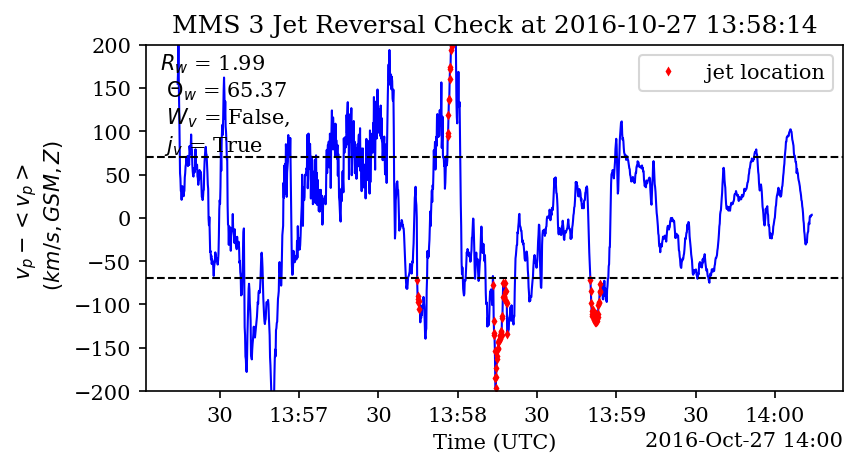 MMS 3 Jet Reversal Check at 2016-10-27 13:58:14
R_w = 1.99
Θ_w = 65.37
W_v = False,
j_v = True
jet location
v_p − < v_p >
(km/s, GSM, Z)
200
150
100
50
0
−50
−100
−150
−200
30 13:57 30 13:58 30 13:59 30 14:00
Time (UTC)
2016-Oct-27 14:00